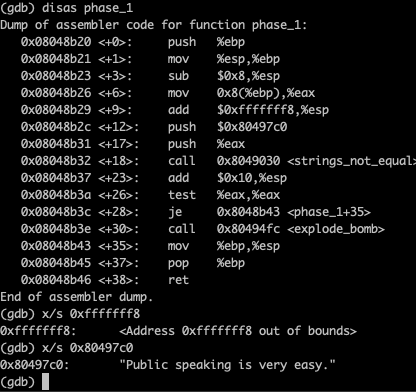 (gdb) disas phase_1
Dump of assembler code for function phase_1:
   0x08048b20 <+0>:     push   %ebp
   0x08048b21 <+1>:     mov    %esp,%ebp
   0x08048b23 <+3>:     sub    $0x8,%esp
   0x08048b26 <+6>:     mov    0x8(%ebp),%eax
   0x08048b29 <+9>:     add    $0xfffffff8,%esp
   0x08048b2c <+12>:    push   $0x80497c0
   0x08048b31 <+17>:    push   %eax
   0x08048b32 <+18>:    call   0x8049030 <strings_not_equal>
   0x08048b37 <+23>:    add    $0x10,%esp
   0x08048b3a <+26>:    test   %eax,%eax
   0x08048b3c <+28>:    je     0x8048b43 <phase_1+35>
   0x08048b3e <+30>:    call   0x80494fc <explode_bomb>
   0x08048b43 <+35>:    mov    %ebp,%esp
   0x08048b45 <+37>:    pop    %ebp
   0x08048b46 <+38>:    ret
End of assembler dump.
(gdb) x/s 0xfffffff8
0xfffffff8:      <Address 0xfffffff8 out of bounds>
(gdb) x/s 0x80497c0
0x80497c0:       "Public speaking is very easy."
(gdb)